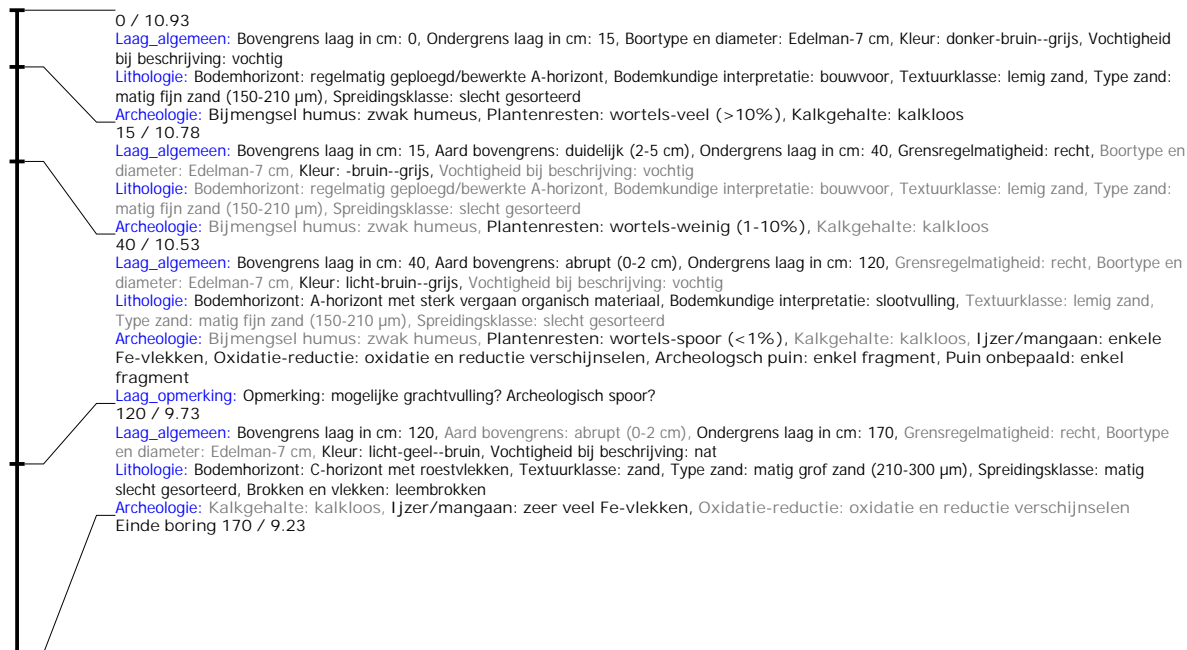 0 / 10.93
Laag_algemeen: Bovengrens laag in cm: 0, Ondergrens laag in cm: 15, Boortype en diameter: Edelman-7 cm, Kleur: donker-bruin--grijs, Vochtigheid
bij beschrijving: vochtig
Lithologie: Bodemhorizont: regelmatig geploegd/bewerkte A-horizont, Bodemkundige interpretatie: bouwvoor, Textuurklasse: lemig zand, Type zand:
matig fijn zand (150-210 µm), Spreidingsklasse: slecht gesorteerd
Archeologie: Bijmengsel humus: zwak humeus, Plantenresten: wortels-veel (>10%), Kalkgehalte: kalkloos
15 / 10.78
Laag_algemeen: Bovengrens laag in cm: 15, Aard bovengrens: duidelijk (2-5 cm), Ondergrens laag in cm: 40, Grensregelmatigheid: recht, Boortype en
diameter: Edelman-7 cm, Kleur: -bruin--grijs, Vochtigheid bij beschrijving: vochtig
Lithologie: Bodemhorizont: regelmatig geploegd/bewerkte A-horizont, Bodemkundige interpretatie: bouwvoor, Textuurklasse: lemig zand, Type zand:
matig fijn zand (150-210 µm), Spreidingsklasse: slecht gesorteerd
Archeologie: Bijmengsel humus: zwak humeus, Plantenresten: wortels-weinig (1-10%), Kalkgehalte: kalkloos
40 / 10.53
Laag_algemeen: Bovengrens laag in cm: 40, Aard bovengrens: abrupt (0-2 cm), Ondergrens laag in cm: 120, Grensregelmatigheid: recht, Boortype en
diameter: Edelman-7 cm, Kleur: licht-bruin--grijs, Vochtigheid bij beschrijving: vochtig
Lithologie: Bodemhorizont: A-horizont met sterk vergaan organisch materiaal, Bodemkundige interpretatie: slootvulling, Textuurklasse: lemig zand,
Type zand: matig fijn zand (150-210 µm), Spreidingsklasse: slecht gesorteerd
Archeologie: Bijmengsel humus: zwak humeus, Plantenresten: wortels-spoor (<1%), Kalkgehalte: kalkloos, Ijzer/mangaan: enkele
Fe-vlekken, Oxidatie-reductie: oxidatie en reductie verschijnselen, Archeologsch puin: enkel fragment, Puin onbepaald: enkel
fragment
Laag_opmerking: Opmerking: mogelijke grachtvulling? Archeologisch spoor?
120 / 9.73
Laag_algemeen: Bovengrens laag in cm: 120, Aard bovengrens: abrupt (0-2 cm), Ondergrens laag in cm: 170, Grensregelmatigheid: recht, Boortype
en diameter: Edelman-7 cm, Kleur: licht-geel--bruin, Vochtigheid bij beschrijving: nat
Lithologie: Bodemhorizont: C-horizont met roestvlekken, Textuurklasse: zand, Type zand: matig grof zand (210-300 µm), Spreidingsklasse: matig
slecht gesorteerd, Brokken en vlekken: leembrokken
Archeologie: Kalkgehalte: kalkloos, Ijzer/mangaan: zeer veel Fe-vlekken, Oxidatie-reductie: oxidatie en reductie verschijnselen
Einde boring 170 / 9.23